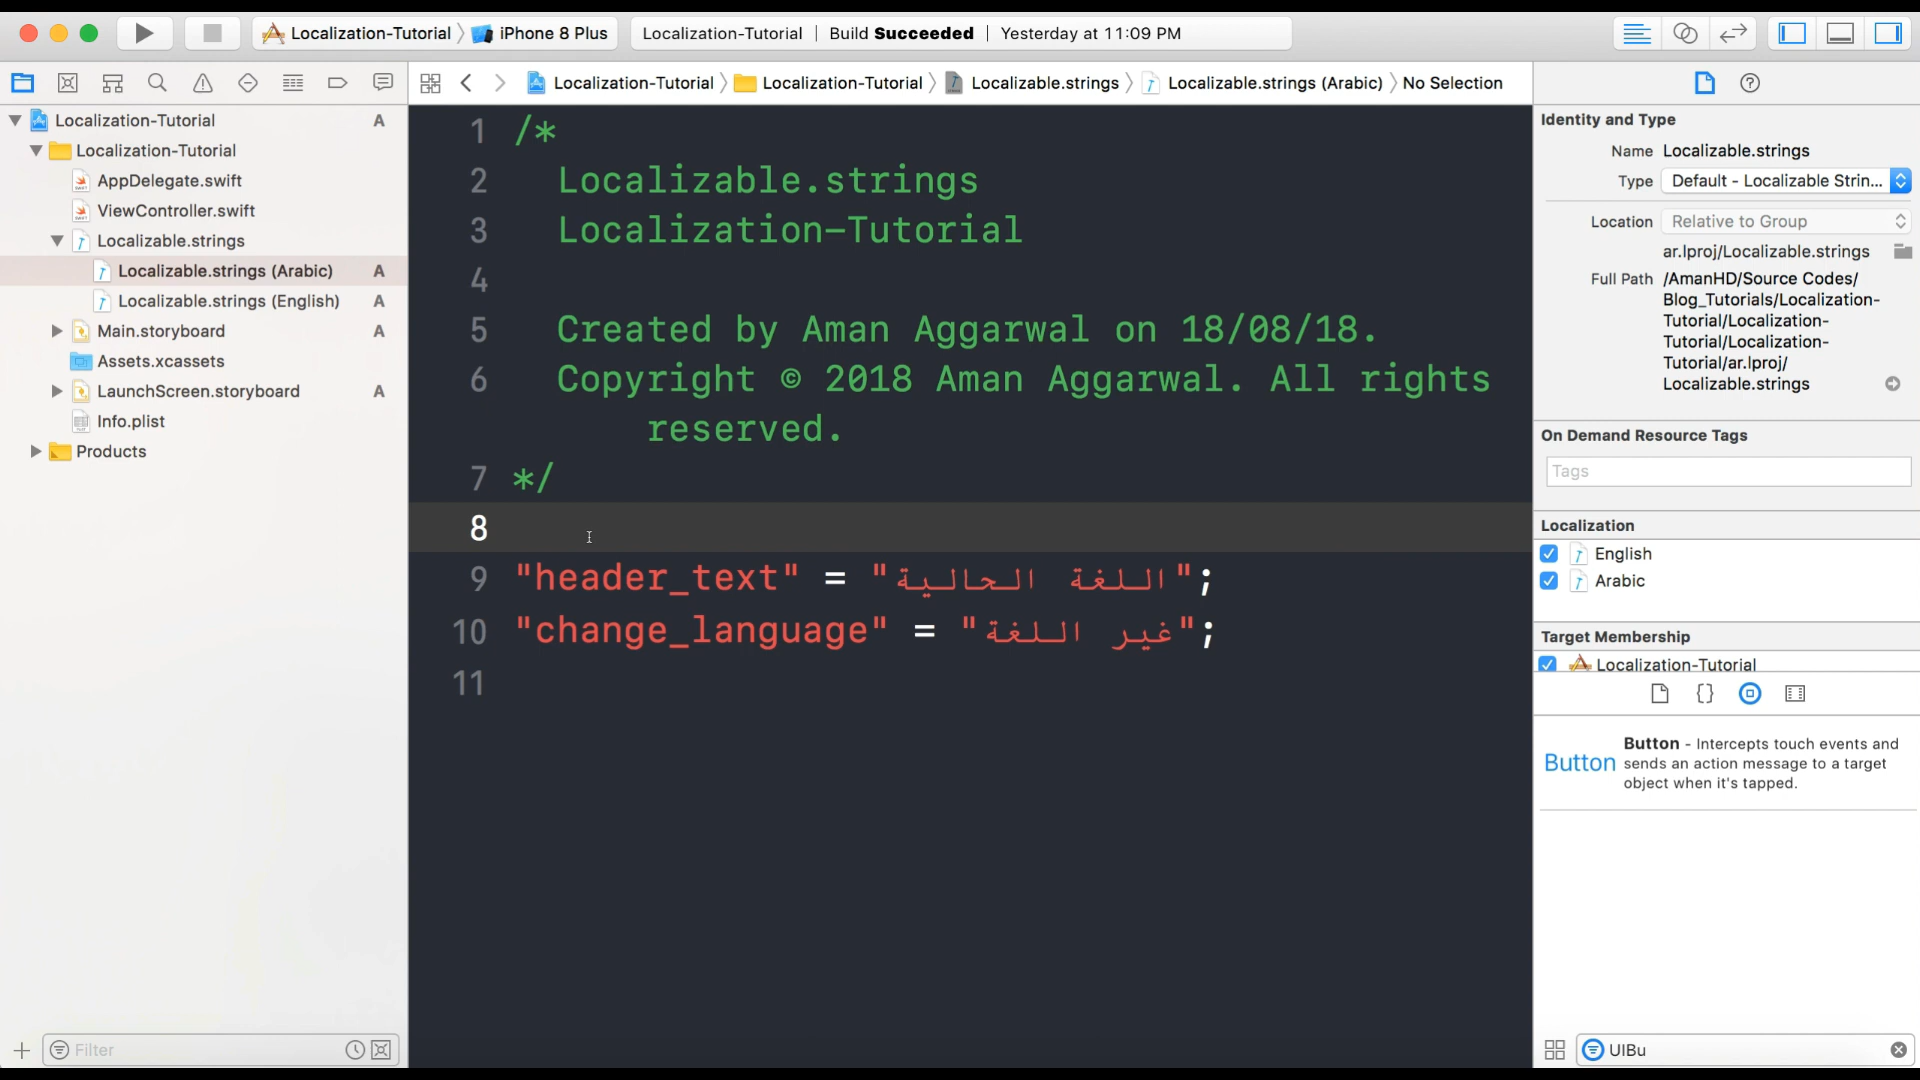 Localization-Tutorial
iPhone 8 Plus
Localization-Tutorial | Build Succeeded | Yesterday at 11:09 PM
Localization-Tutorial
Localization-Tutorial
Localizable.strings
Localizable.strings (Arabic)
No Selection
Localization-Tutorial A
Localization-Tutorial
AppDelegate.swift
ViewController.swift
Localizable.strings
Localizable.strings (Arabic) A
Localizable.strings (English) A
Main.storyboard A
Assets.xcassets
LaunchScreen.storyboard A
Info.plist
Products
Filter
1 /*
2 Localizable.strings
3 Localization-Tutorial
4
5 Created by Aman Aggarwal on 18/08/18.
6 Copyright © 2018 Aman Aggarwal. All rights
reserved.
7 */
8
9 "header_text" = "اللغة الحالية";
10 "change_language" = "غير اللغة";
11
Identity and Type
Name Localizable.strings
Type Default - Localizable Strin...
Location Relative to Group
ar.lproj/Localizable.strings
Full Path /AmanHD/Source Codes/
Blog_Tutorials/Localization-
Tutorial/Localization-
Tutorial/Localization-
Tutorial/ar.lproj/
Localizable.strings
On Demand Resource Tags
Tags
Localization
English
Arabic
Target Membership
Localization-Tutorial
Button
Button - Intercepts touch events and
sends an action message to a target
object when it's tapped.
UIBu